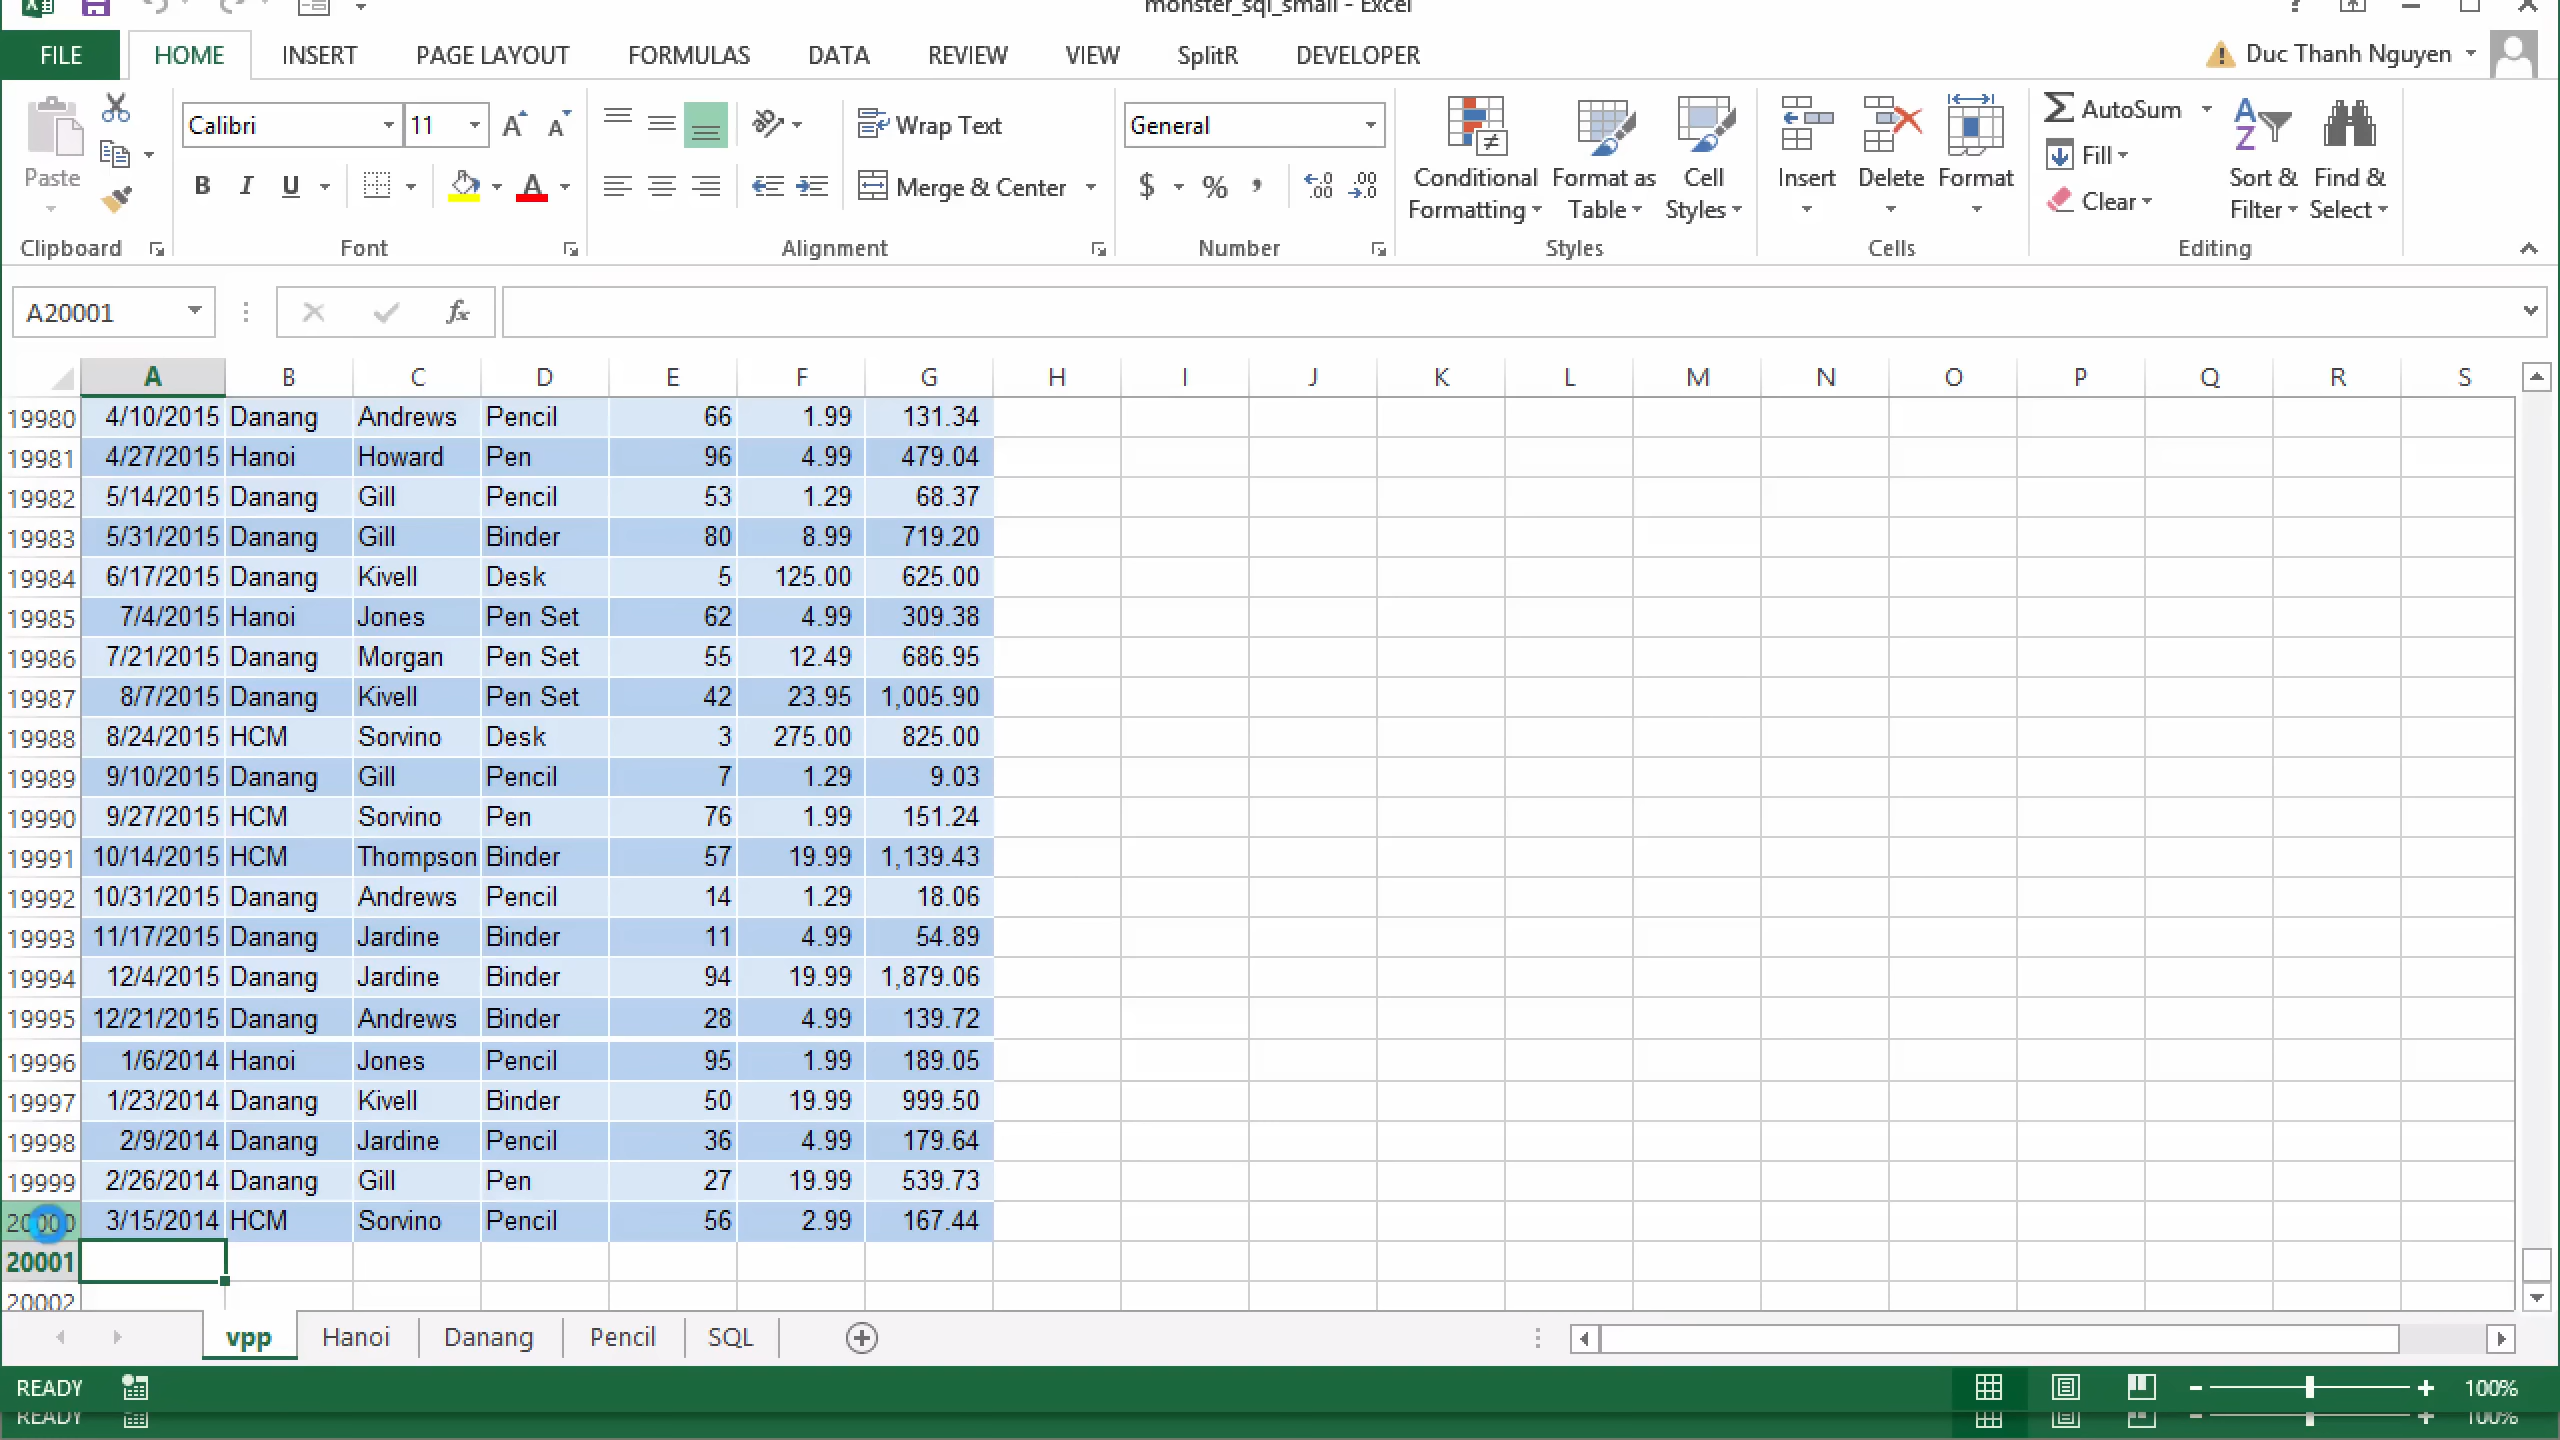 monster_sql_small - Excel
FILE HOME INSERT PAGE LAYOUT FORMULAS DATA REVIEW VIEW SplitR DEVELOPER Duc Thanh Nguyen
Paste
Clipboard
Calibri 11
B I U
Font
Wrap Text
Merge & Center
Alignment
General
$ % ,
Number
Conditional Formatting
Format as Table
Cell Styles
Styles
Insert Delete Format
Cells
AutoSum
Fill
Clear
Sort & Filter
Find & Select
Editing
A20001 fx
A B C D E F G H I J K L M N O P Q R S
19980 4/10/2015 Danang Andrews Pencil 66 1.99 131.34
19981 4/27/2015 Hanoi Howard Pen 96 4.99 479.04
19982 5/14/2015 Danang Gill Pencil 53 1.29 68.37
19983 5/31/2015 Danang Gill Binder 80 8.99 719.20
19984 6/17/2015 Danang Kivell Desk 5 125.00 625.00
19985 7/4/2015 Hanoi Jones Pen Set 62 4.99 309.38
19986 7/21/2015 Danang Morgan Pen Set 55 12.49 686.95
19987 8/7/2015 Danang Kivell Pen Set 42 23.95 1,005.90
19988 8/24/2015 HCM Sorvino Desk 3 275.00 825.00
19989 9/10/2015 Danang Gill Pencil 7 1.29 9.03
19990 9/27/2015 HCM Sorvino Pen 76 1.99 151.24
19991 10/14/2015 HCM Thompson Binder 57 19.99 1,139.43
19992 10/31/2015 Danang Andrews Pencil 14 1.29 18.06
19993 11/17/2015 Danang Jardine Binder 11 4.99 54.89
19994 12/4/2015 Danang Jardine Binder 94 19.99 1,879.06
19995 12/21/2015 Danang Andrews Binder 28 4.99 139.72
19996 1/6/2014 Hanoi Jones Pencil 95 1.99 189.05
19997 1/23/2014 Danang Kivell Binder 50 19.99 999.50
19998 2/9/2014 Danang Jardine Pencil 36 4.99 179.64
19999 2/26/2014 Danang Gill Pen 27 19.99 539.73
20000 3/15/2014 HCM Sorvino Pencil 56 2.99 167.44
20001
20002
vpp Hanoi Danang Pencil SQL
READY 100%
READY 100%